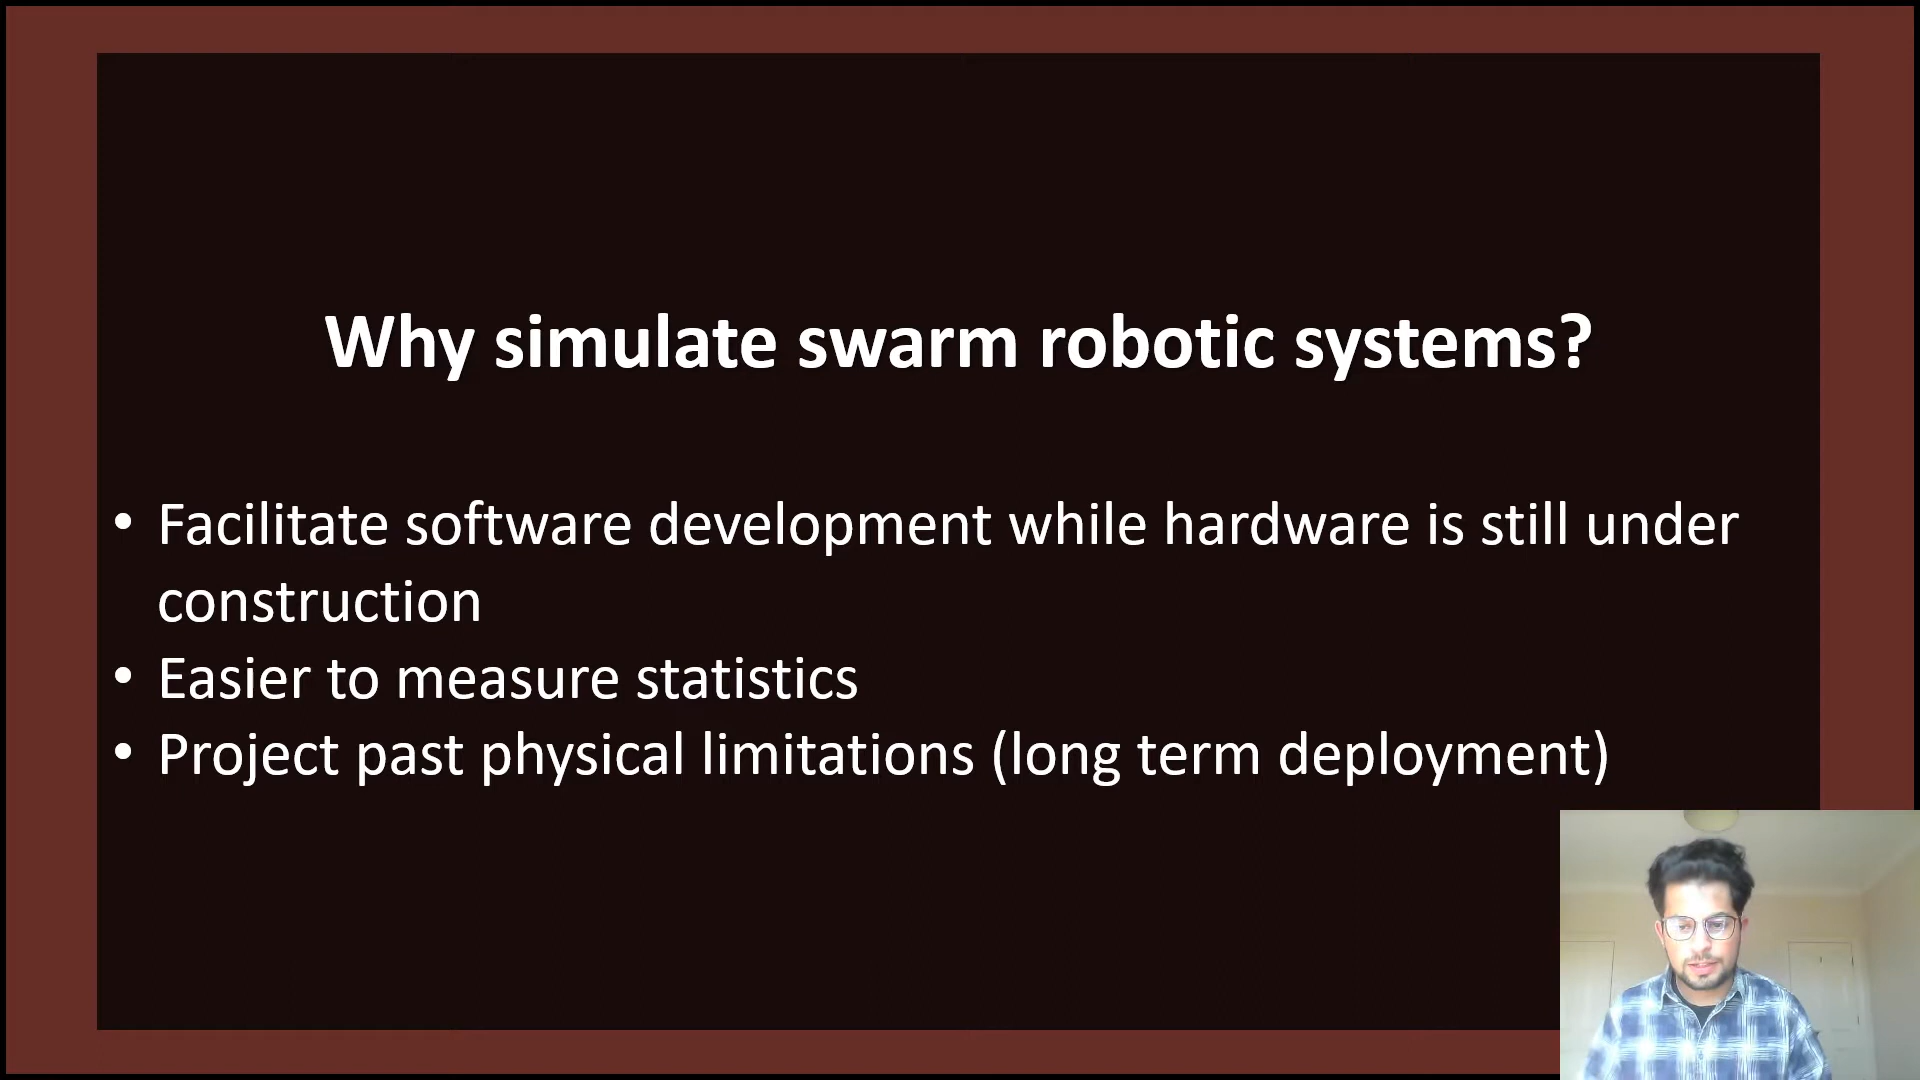 Why simulate swarm robotic systems?
• Facilitate software development while hardware is still under
construction
• Easier to measure statistics
• Project past physical limitations (long term deployment)